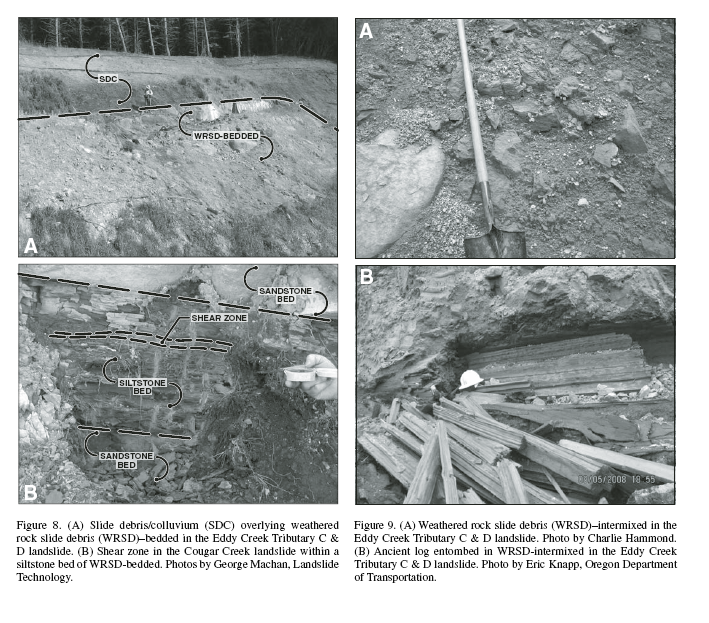 A
SDC
WRSD-BEDDED
SANDSTONE
BED
SHEAR ZONE
SILTSTONE
BED
SANDSTONE
BED
B
Figure 8. (A) Slide debris/colluvium (SDC) overlying weathered
rock slide debris (WRSD)–bedded in the Eddy Creek Tributary C &
D landslide. (B) Shear zone in the Cougar Creek landslide within a
siltstone bed of WRSD-bedded. Photos by George Machan, Landslide
Technology.
A
B
18 55
Figure 9. (A) Weathered rock slide debris (WRSD)–intermixed in the
Eddy Creek Tributary C & D landslide. Photo by Charlie Hammond.
(B) Ancient log entombed in WRSD-intermixed in the Eddy Creek
Tributary C & D landslide. Photo by Eric Knapp, Oregon Department
of Transportation.